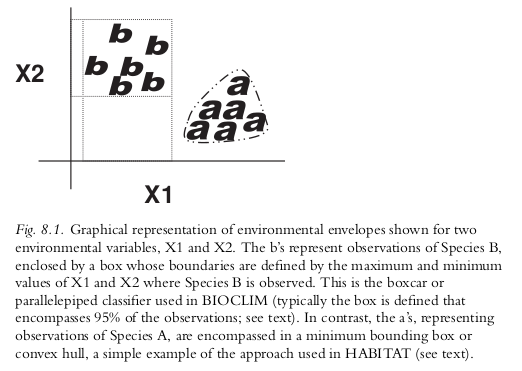 b
b
b b
b b
X2
a
aa
a a a
X1
Fig. 8.1. Graphical representation of environmental envelopes shown for two
environmental variables, X1 and X2. The b's represent observations of Species B,
enclosed by a box whose boundaries are defined by the maximum and minimum
values of X1 and X2 where Species B is observed. This is the boxcar or
parallelepiped classifier used in BIOCLIM (typically the box is defined that
encompasses 95% of the observations; see text). In contrast, the a's, representing
observations of Species A, are encompassed in a minimum bounding box or
convex hull, a simple example of the approach used in HABITAT (see text).